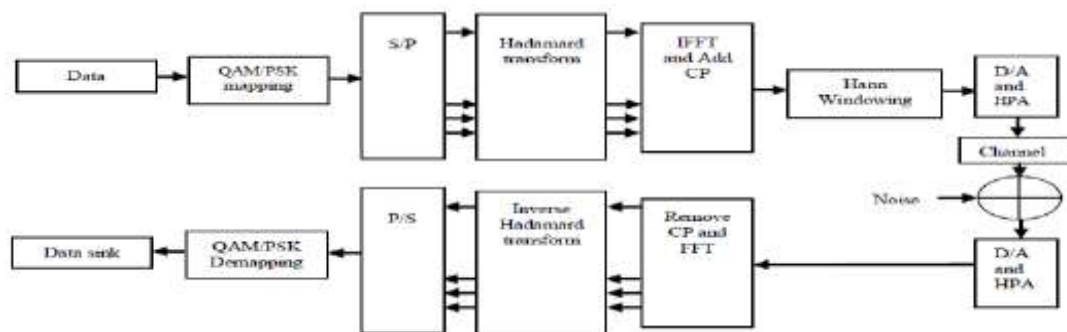 Data
QAM/PSK
mapping
S/P
Hadamard
transform
IFFT
and Add
CP
Hann
Windowing
D/A
and
HPA
Channel
Noise
D/A
and
HPA
Remove
CP and
FFT
Inverse
Hadamard
transform
P/S
QAM/PSK
Demapping
Data sink